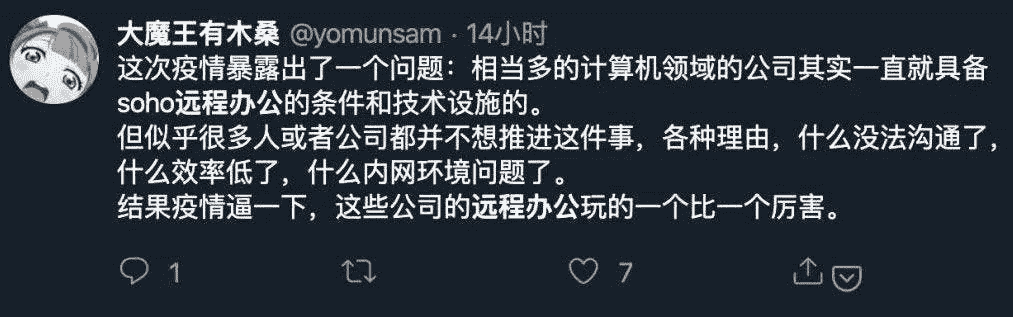 大魔王有木桑 @yomunsam · 14小时
这次疫情暴露出了一个问题：相当多的计算机领域的公司其实一直就具备
soho远程办公的条件和技术设施的。
但似乎很多人或者公司都并不想推进这件事，各种理由，什么没法沟通了，
什么效率低了，什么内网环境问题了。
结果疫情逼一下，这些公司的远程办公玩的一个比一个厉害。
1 7